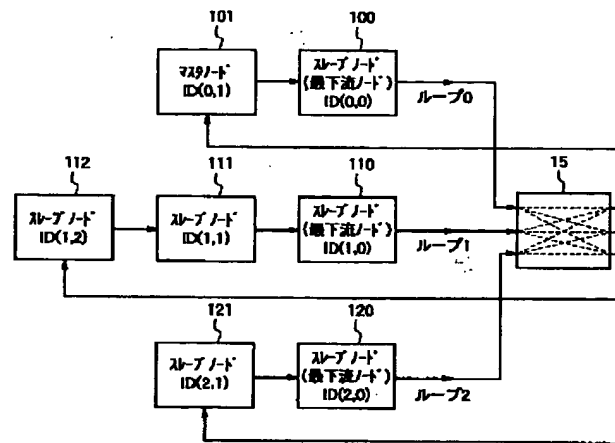 101
100
マスタノード
ID(0,1)
スレーブノード
(最下流ノード)
ID(0,0)
ループ0
112
111
110
15
スレーブノード
ID(1,2)
スレーブノード
ID(1,1)
スレーブノード
(最下流ノード)
ID(1,0)
ループ1
121
120
スレーブノード
ID(2,1)
スレーブノード
(最下流ノード)
ID(2,0)
ループ2